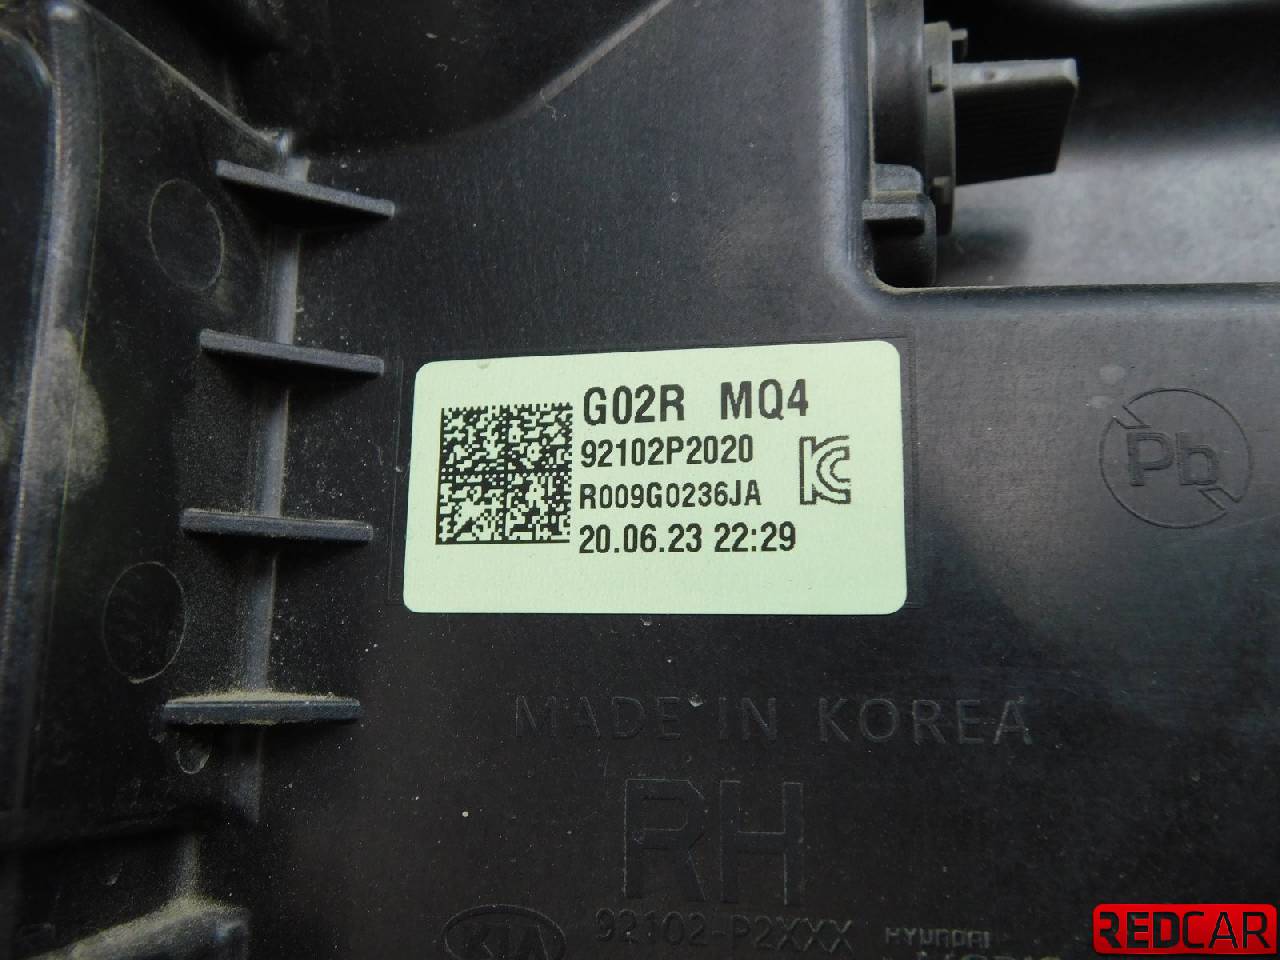 G02R MQ4
92102P2020
R009G0236JA
20.06.23 22:29
Pb
MADE IN KOREA
RH
92102-P2XXX
KIA
HYUNDAI
REDCAR